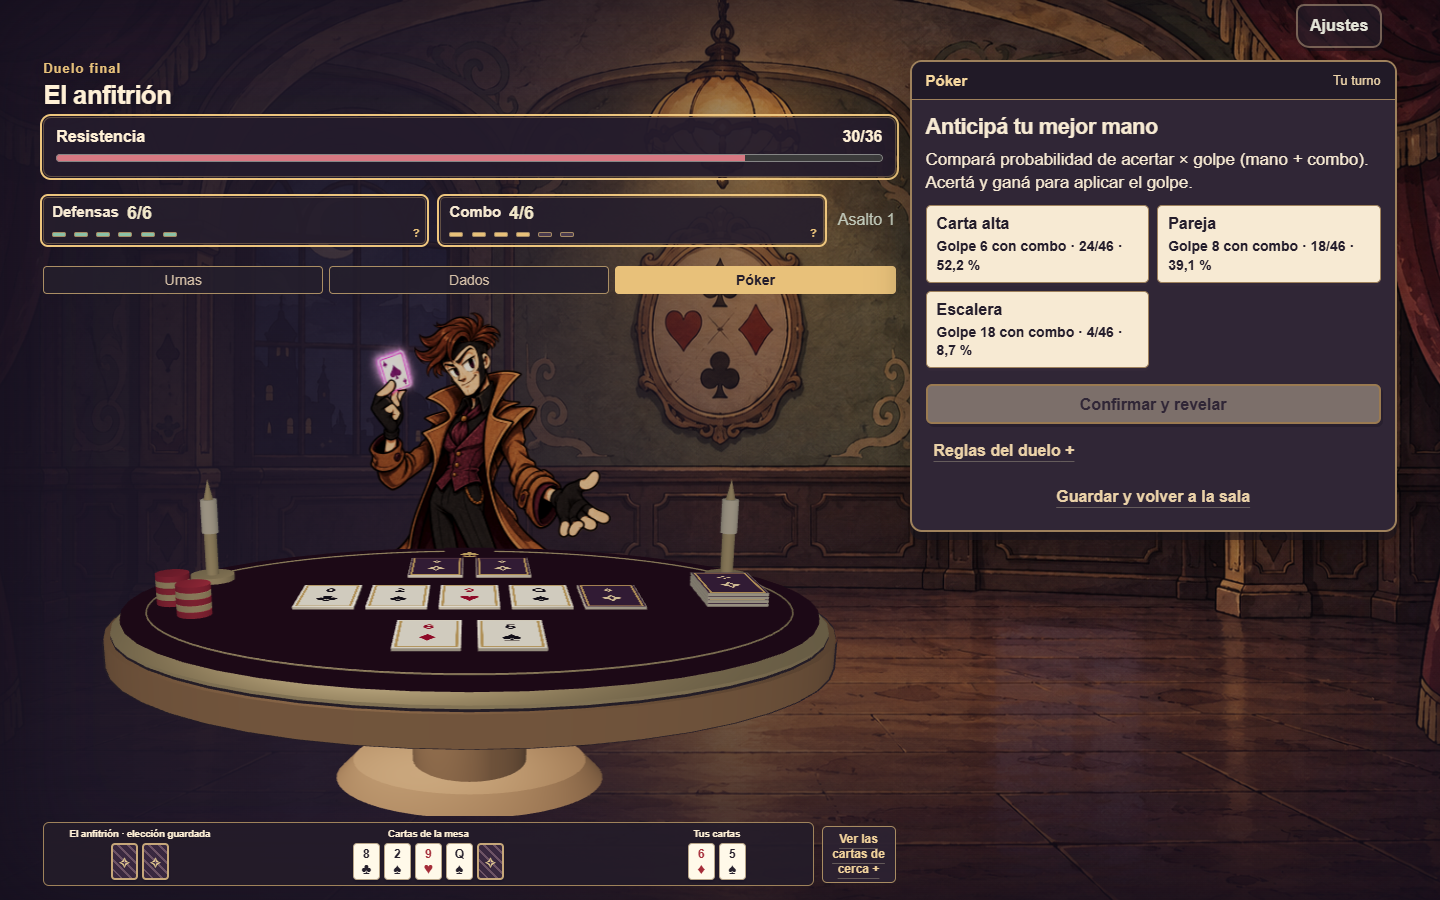 Ajustes
Duelo final
El anfitrión
Resistencia
30/36
Defensas 6/6
?
Combo 4/6
?
Asalto 1
Urnas
Dados
Póker
Póker
Tu turno
Anticipá tu mejor mano
Compará probabilidad de acertar × golpe (mano + combo).
Acertá y ganá para aplicar el golpe.
Carta alta
Golpe 6 con combo · 24/46 ·
52,2 %
Pareja
Golpe 8 con combo · 18/46 ·
39,1 %
Escalera
Golpe 18 con combo · 4/46 ·
8,7 %
Confirmar y revelar
Reglas del duelo +
Guardar y volver a la sala
El anfitrión · elección guardada
Cartas de la mesa
8♣ 2♠ 9♥ Q♠
Tus cartas
6♦ 5♠
Ver las
cartas de
cerca +